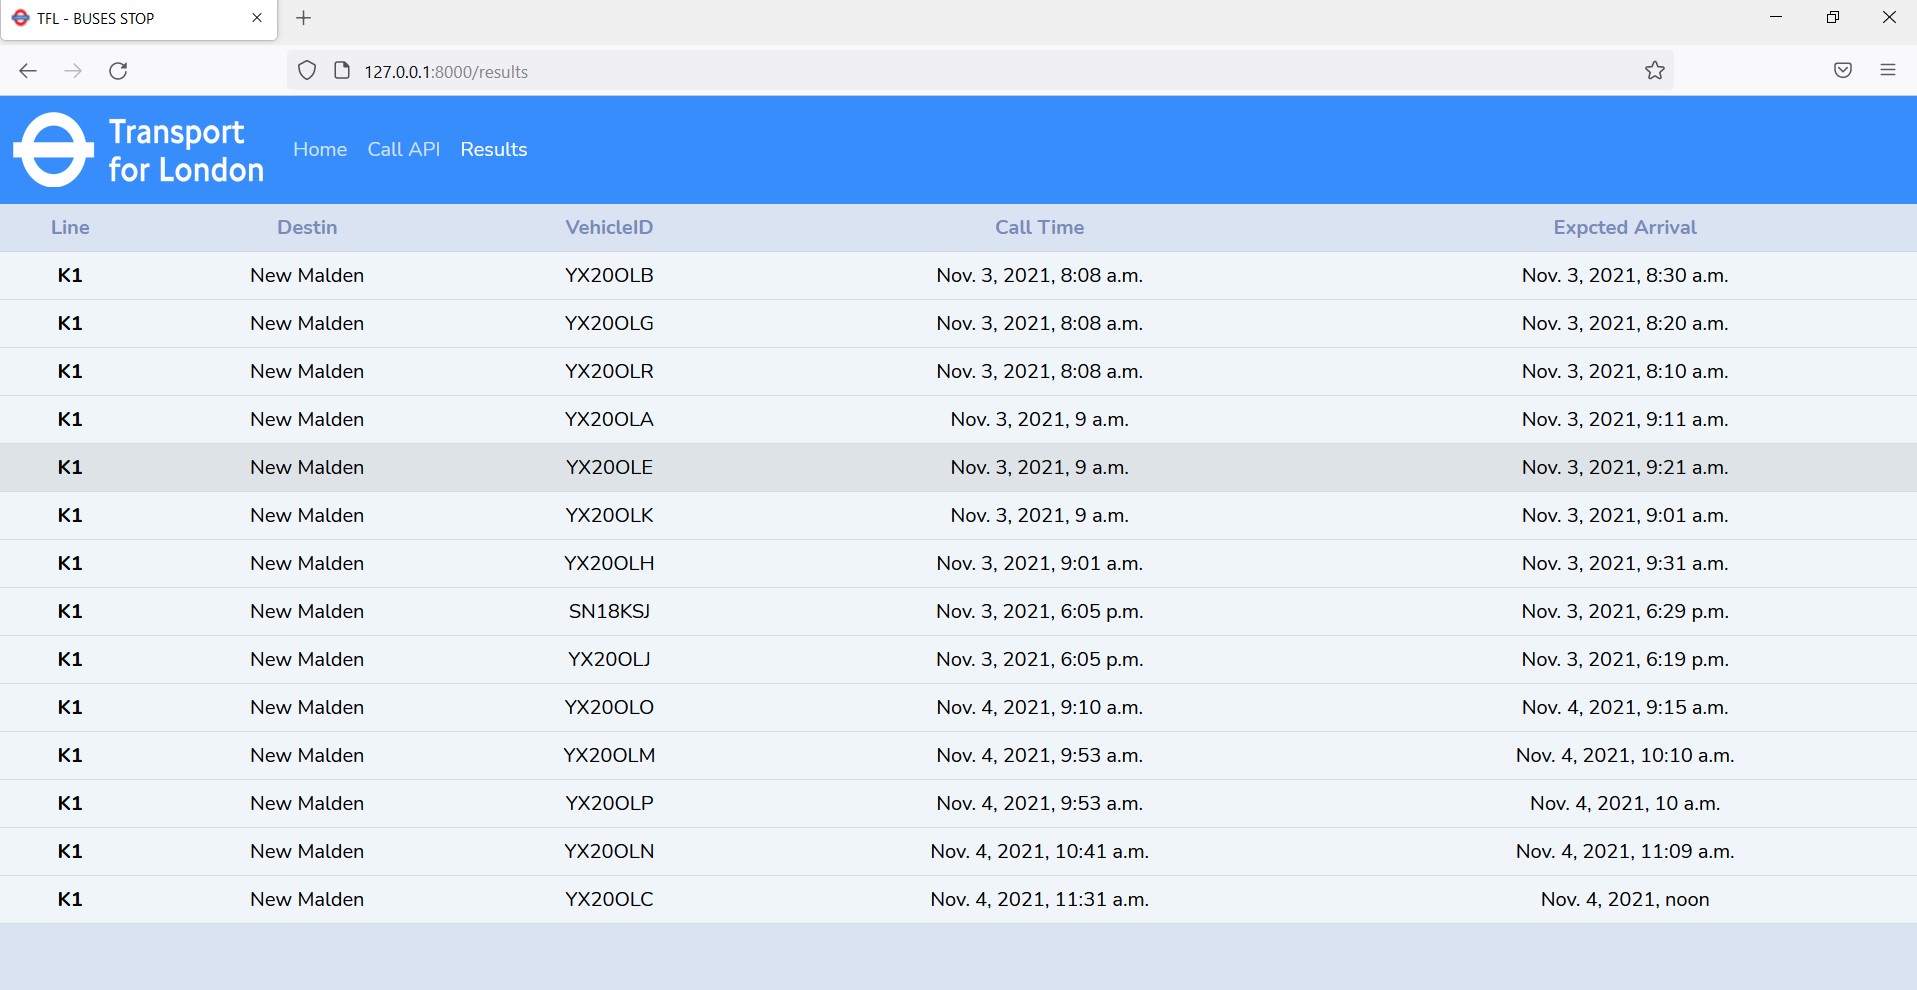 TFL - BUSES STOP
127.0.0.1:8000/results
Transport
for London
Home Call API Results
Line Destin VehicleID Call Time Expcted Arrival
K1 New Malden YX20OLB Nov. 3, 2021, 8:08 a.m. Nov. 3, 2021, 8:30 a.m.
K1 New Malden YX20OLG Nov. 3, 2021, 8:08 a.m. Nov. 3, 2021, 8:20 a.m.
K1 New Malden YX20OLR Nov. 3, 2021, 8:08 a.m. Nov. 3, 2021, 8:10 a.m.
K1 New Malden YX20OLA Nov. 3, 2021, 9 a.m. Nov. 3, 2021, 9:11 a.m.
K1 New Malden YX20OLE Nov. 3, 2021, 9 a.m. Nov. 3, 2021, 9:21 a.m.
K1 New Malden YX20OLK Nov. 3, 2021, 9 a.m. Nov. 3, 2021, 9:01 a.m.
K1 New Malden YX20OLH Nov. 3, 2021, 9:01 a.m. Nov. 3, 2021, 9:31 a.m.
K1 New Malden SN18KSJ Nov. 3, 2021, 6:05 p.m. Nov. 3, 2021, 6:29 p.m.
K1 New Malden YX20OLJ Nov. 3, 2021, 6:05 p.m. Nov. 3, 2021, 6:19 p.m.
K1 New Malden YX20OLO Nov. 4, 2021, 9:10 a.m. Nov. 4, 2021, 9:15 a.m.
K1 New Malden YX20OLM Nov. 4, 2021, 9:53 a.m. Nov. 4, 2021, 10:10 a.m.
K1 New Malden YX20OLP Nov. 4, 2021, 9:53 a.m. Nov. 4, 2021, 10 a.m.
K1 New Malden YX20OLN Nov. 4, 2021, 10:41 a.m. Nov. 4, 2021, 11:09 a.m.
K1 New Malden YX20OLC Nov. 4, 2021, 11:31 a.m. Nov. 4, 2021, noon